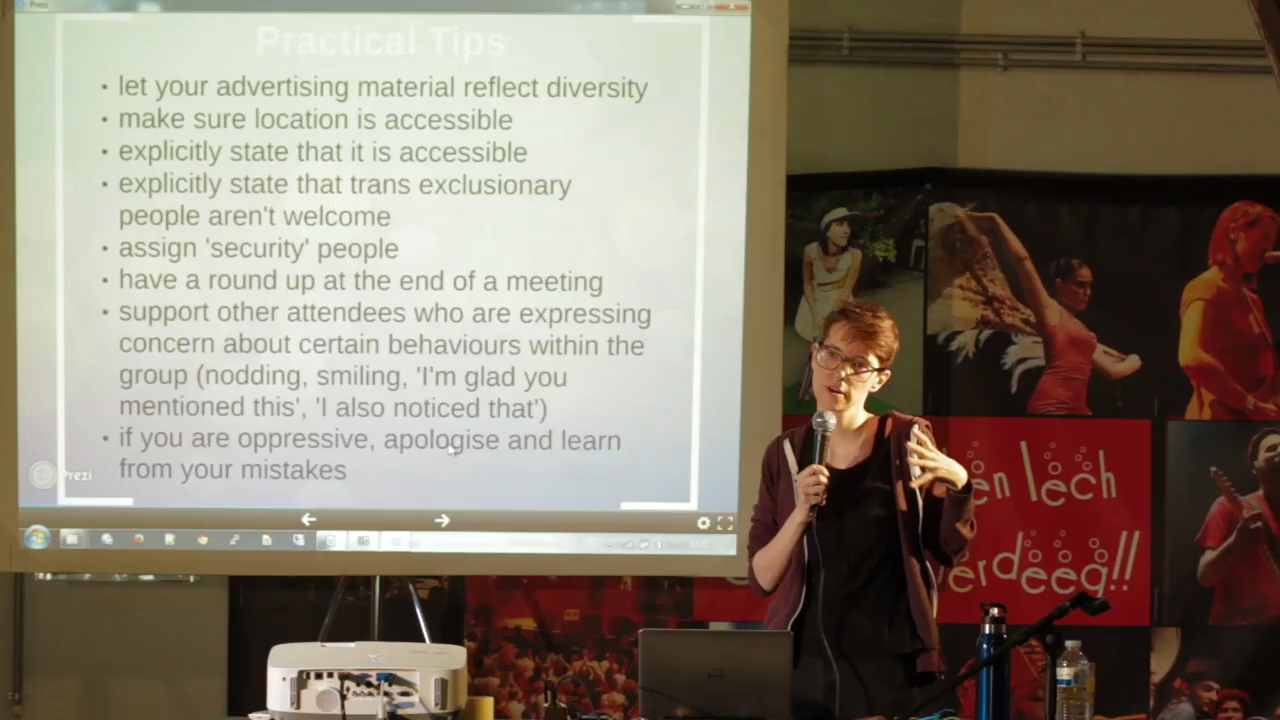 Prezi
Practical Tips
• let your advertising material reflect diversity
• make sure location is accessible
• explicitly state that it is accessible
• explicitly state that trans exclusionary
people aren't welcome
• assign 'security' people
• have a round up at the end of a meeting
• support other attendees who are expressing
concern about certain behaviours within the
group (nodding, smiling, 'I'm glad you
mentioned this', 'I also noticed that')
• if you are oppressive, apologise and learn
from your mistakes
Prezi
en lech
erdeeg!!
DELL